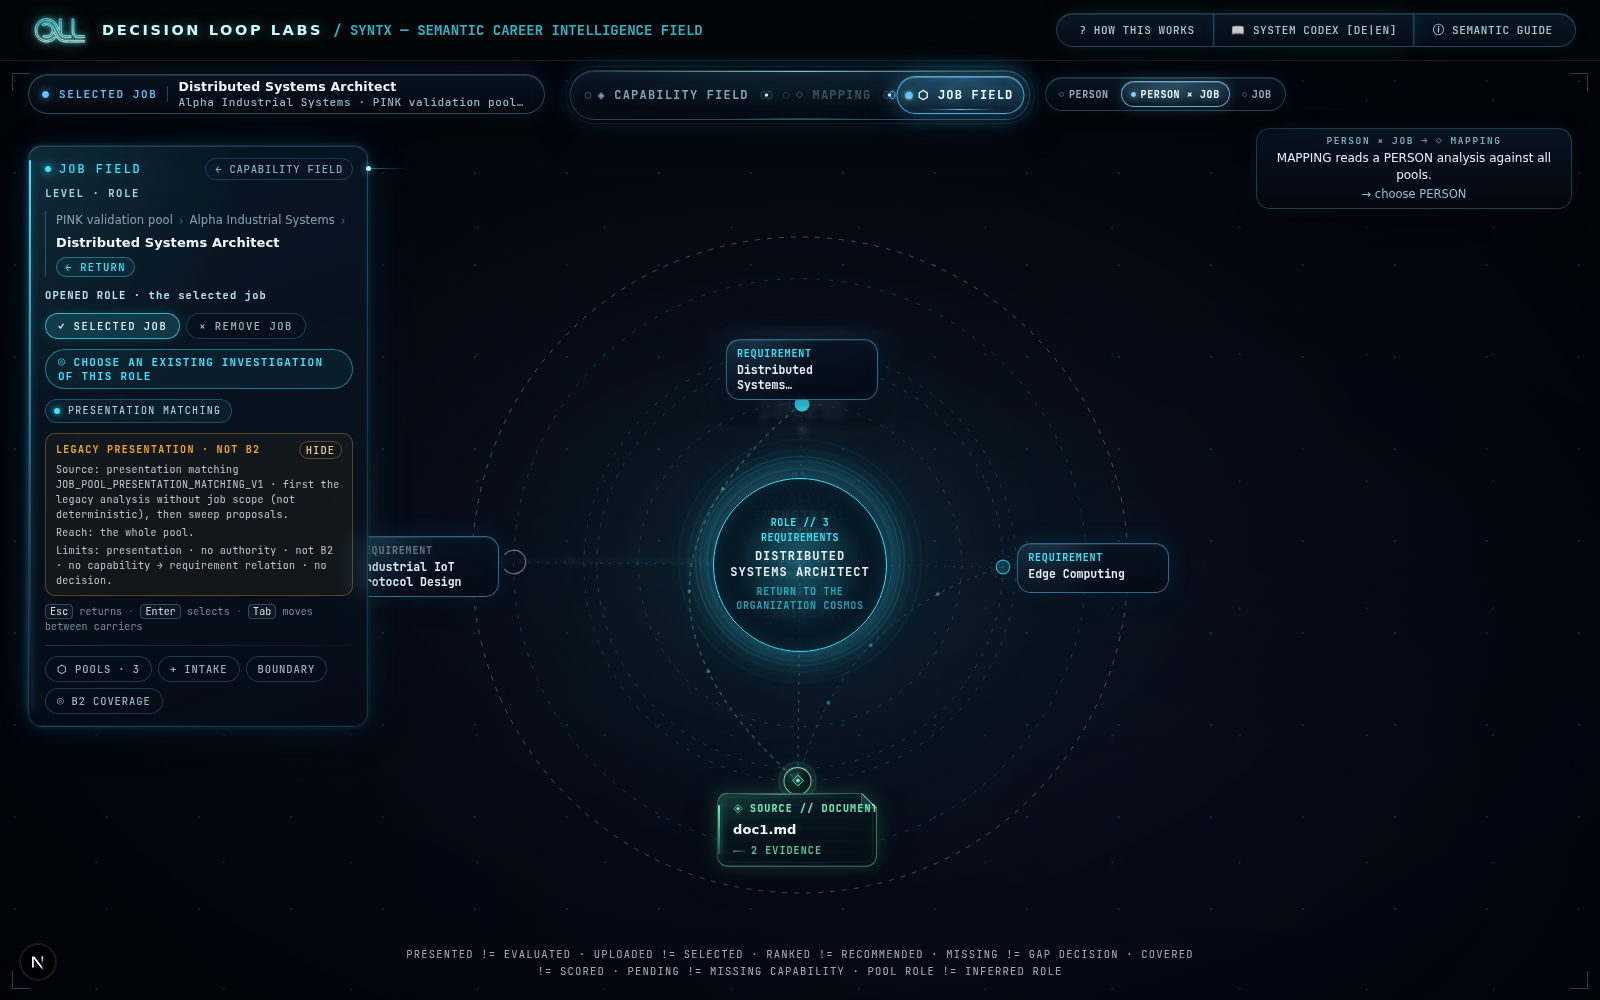 DECISION LOOP LABS / SYNTX — SEMANTIC CAREER INTELLIGENCE FIELD
? HOW THIS WORKS
📖 SYSTEM CODEX [DE|EN]
ⓘ SEMANTIC GUIDE
SELECTED JOB
Distributed Systems Architect
Alpha Industrial Systems · PINK validation pool…
◈ CAPABILITY FIELD
◇ MAPPING
⬡ JOB FIELD
PERSON
PERSON × JOB
JOB
PERSON × JOB → ◇ MAPPING
MAPPING reads a PERSON analysis against all
pools.
→ choose PERSON
JOB FIELD
← CAPABILITY FIELD
LEVEL · ROLE
PINK validation pool › Alpha Industrial Systems ›
Distributed Systems Architect
← RETURN
OPENED ROLE · the selected job
✓ SELECTED JOB
× REMOVE JOB
◎ CHOOSE AN EXISTING INVESTIGATION
OF THIS ROLE
PRESENTATION MATCHING
LEGACY PRESENTATION · NOT B2
HIDE
Source: presentation matching
JOB_POOL_PRESENTATION_MATCHING_V1 · first the
legacy analysis without job scope (not
deterministic), then sweep proposals.
Reach: the whole pool.
Limits: presentation · no authority · not B2
· no capability → requirement relation · no
decision.
Esc returns · Enter selects · Tab moves
between carriers
⬡ POOLS · 3
+ INTAKE
BOUNDARY
◎ B2 COVERAGE
REQUIREMENT
Distributed
Systems…
EQUIREMENT
ndustrial IoT
rotocol Design
ROLE // 3
REQUIREMENTS
DISTRIBUTED
SYSTEMS ARCHITECT
RETURN TO THE
ORGANIZATION COSMOS
REQUIREMENT
Edge Computing
◈ SOURCE // DOCUMENT
doc1.md
— 2 EVIDENCE
N
PRESENTED != EVALUATED · UPLOADED != SELECTED · RANKED != RECOMMENDED · MISSING != GAP DECISION · COVERED
!= SCORED · PENDING != MISSING CAPABILITY · POOL ROLE != INFERRED ROLE